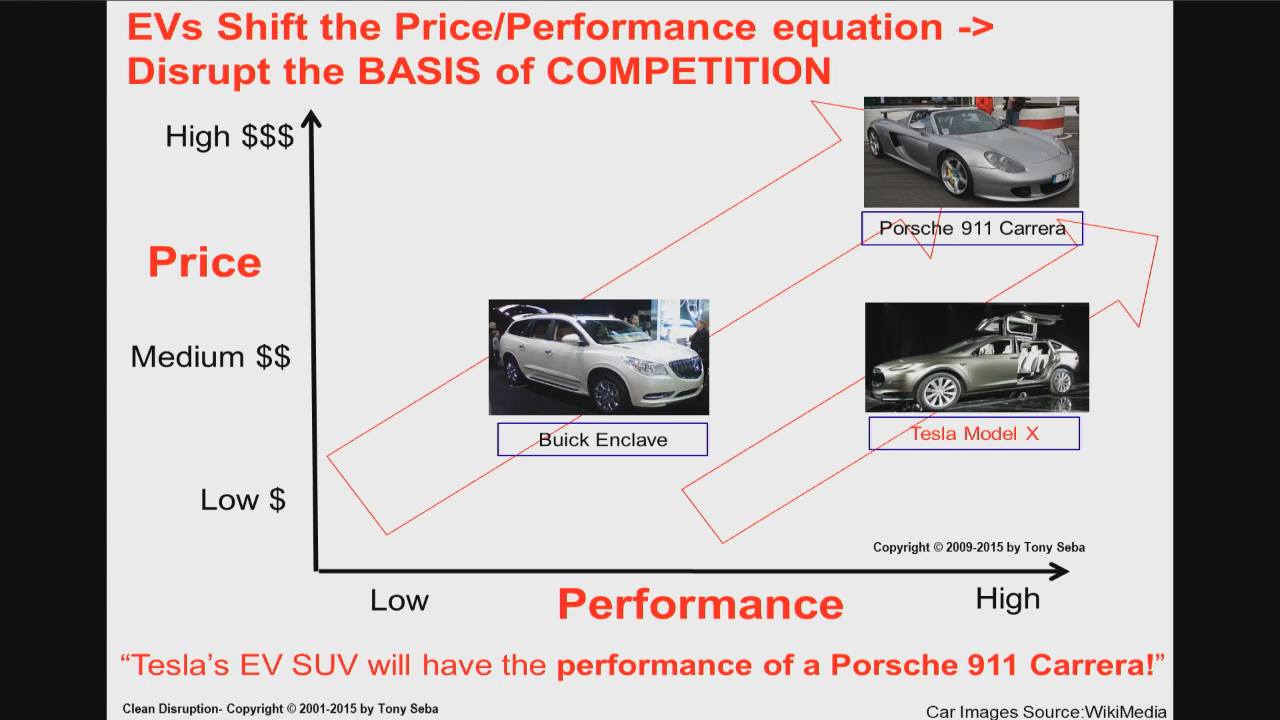 EVs Shift the Price/Performance equation ->
Disrupt the BASIS of COMPETITION
High $$$
Price
Medium $$
Low $
Porsche 911 Carrera
Buick Enclave
Tesla Model X
Copyright © 2009-2015 by Tony Seba
Low
Performance
High
“Tesla’s EV SUV will have the performance of a Porsche 911 Carrera!”
Clean Disruption- Copyright © 2001-2015 by Tony Seba
Car Images Source:WikiMedia